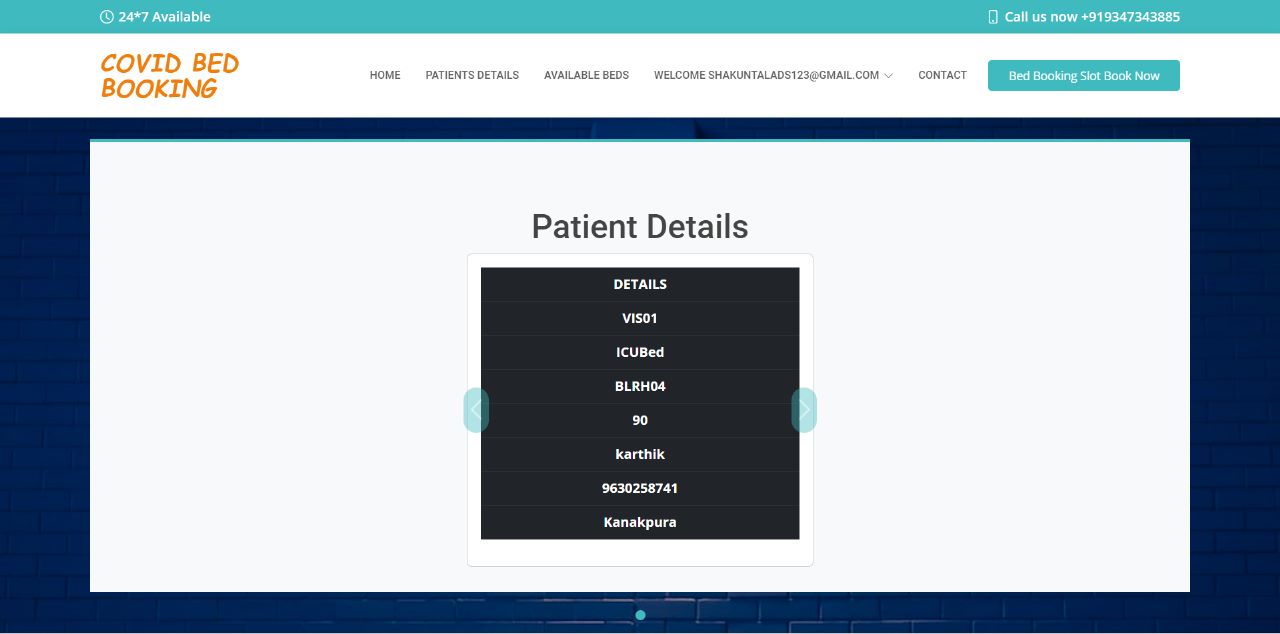 24*7 Available
Call us now +919347343885
COVID BED
BOOKING
HOME
PATIENTS DETAILS
AVAILABLE BEDS
WELCOME SHAKUNTALADS123@GMAIL.COM
CONTACT
Bed Booking Slot Book Now
Patient Details
DETAILS
VIS01
ICUBed
BLRH04
90
karthik
9630258741
Kanakpura